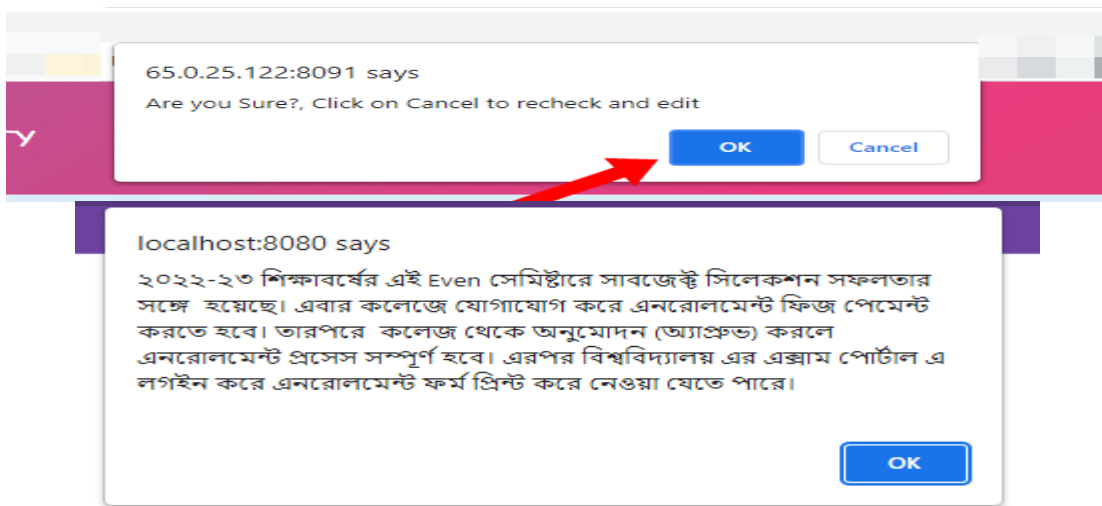 65.0.25.122:8091 says
Are you Sure?, Click on Cancel to recheck and edit
OK Cancel
localhost:8080 says
২০২২-২৩ শিক্ষাবর্ষের এই Even সেমিষ্টারে সাবজেক্ট সিলেকশন সফলতার
সঙ্গে হয়েছে। এবার কলেজে যোগাযোগ করে এনরোলমেন্ট ফিজ পেমেন্ট
করতে হবে। তারপরে কলেজ থেকে অনুমোদন (অ্যাপ্রুভ) করলে
এনরোলমেন্ট প্রসেস সম্পূর্ণ হবে। এরপর বিশ্ববিদ্যালয় এর এক্সাম পোর্টাল এ
লগইন করে এনরোলমেন্ট ফর্ম প্রিন্ট করে নেওয়া যেতে পারে।
OK